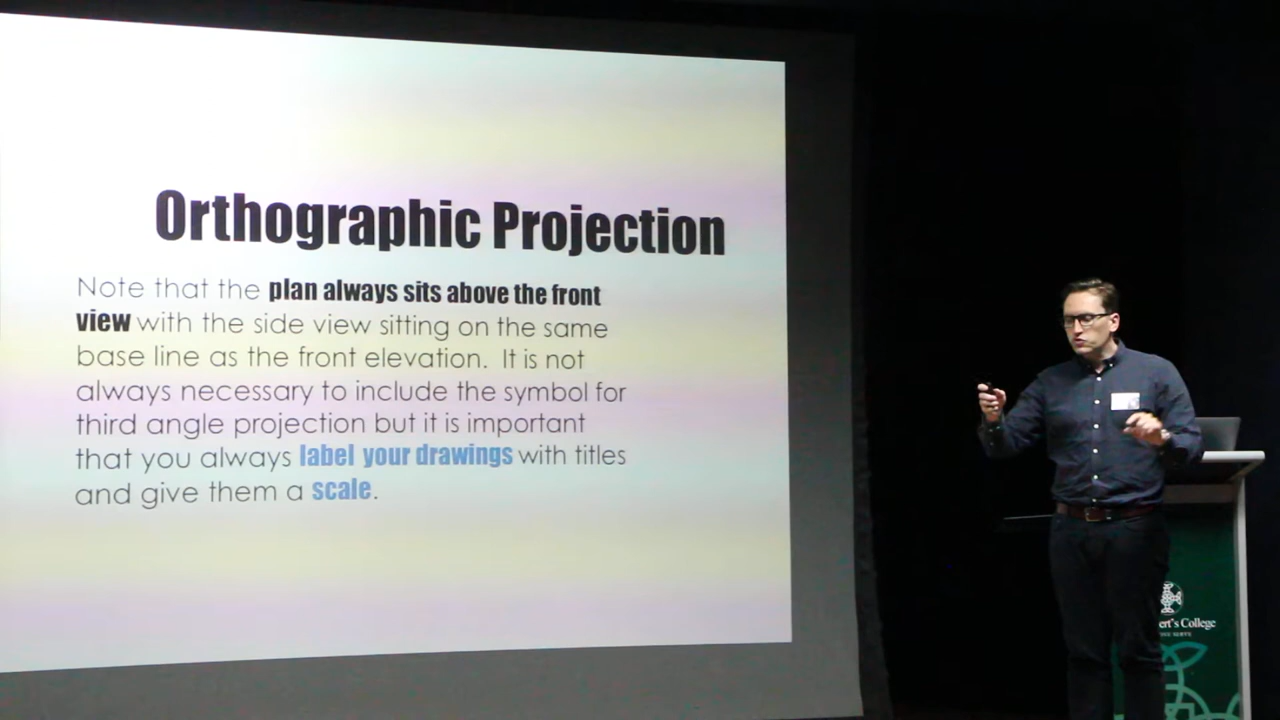 Orthographic Projection
Note that the plan always sits above the front
view with the side view sitting on the same
base line as the front elevation. It is not
always necessary to include the symbol for
third angle projection but it is important
that you always label your drawings with titles
and give them a scale.
ert's College
SERVE